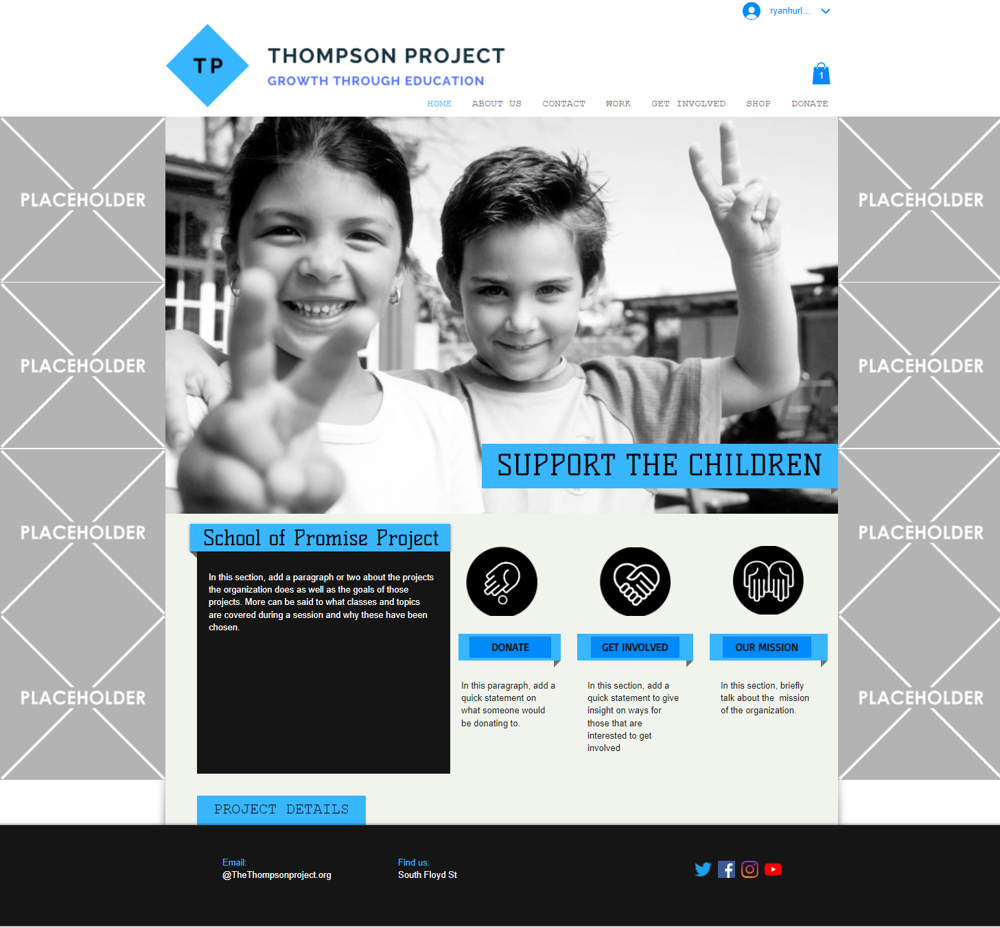 ryanhurl...
TP
THOMPSON PROJECT
GROWTH THROUGH EDUCATION
1
HOME ABOUT US CONTACT WORK GET INVOLVED SHOP DONATE
PLACEHOLDER
PLACEHOLDER
PLACEHOLDER
PLACEHOLDER
PLACEHOLDER
PLACEHOLDER
PLACEHOLDER
PLACEHOLDER
SUPPORT THE CHILDREN
School of Promise Project
In this section, add a paragraph or two about the projects
the organization does as well as the goals of those
projects. More can be said to what classes and topics
are covered during a session and why these have been
chosen.
DONATE
In this paragraph, add a
quick statement on
what someone would
be donating to.
GET INVOLVED
In this section, add a
quick statement to give
insight on ways for
those that are
interested to get
involved
OUR MISSION
In this section, briefly
talk about the  mission
of the organization.
PROJECT DETAILS
Email:
@TheThompsonproject.org
Find us:
South Floyd St